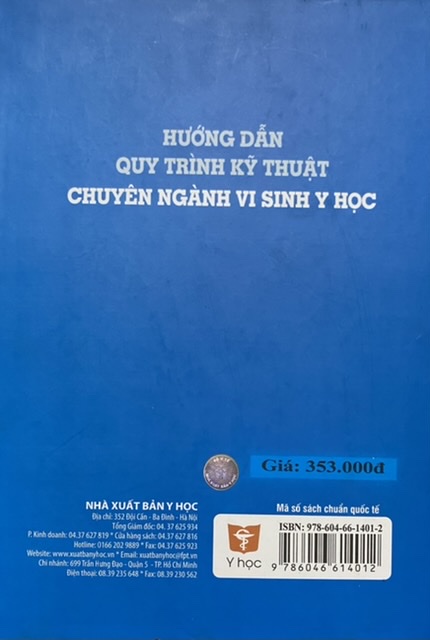 HƯỚNG DẪN
QUY TRÌNH KỸ THUẬT
CHUYÊN NGÀNH VI SINH Y HỌC
Giá: 353.000đ
NHÀ XUẤT BẢN Y HỌC
Địa chỉ: 352 Đội Cấn - Ba Đình - Hà Nội
Tổng Giám đốc: 04. 37 625 934
P. Kinh doanh: 04.37 627 819 * Cửa hàng sách: 04.37 627 816
Hotline: 0166 202 9889 * Fax: 04.37 625 923
Website: www.xuatbanyhoc.vn * Email: xuatbanyhoc@fpt.vn
Chi nhánh: 699 Trần Hưng Đạo - Quận 5 - TP. Hồ Chí Minh
Điện thoại: 08.39 235 648 * Fax: 08.39 230 562
Mã số sách chuẩn quốc tế
ISBN: 978-604-66-1401-2
Y học
9 786046 614012